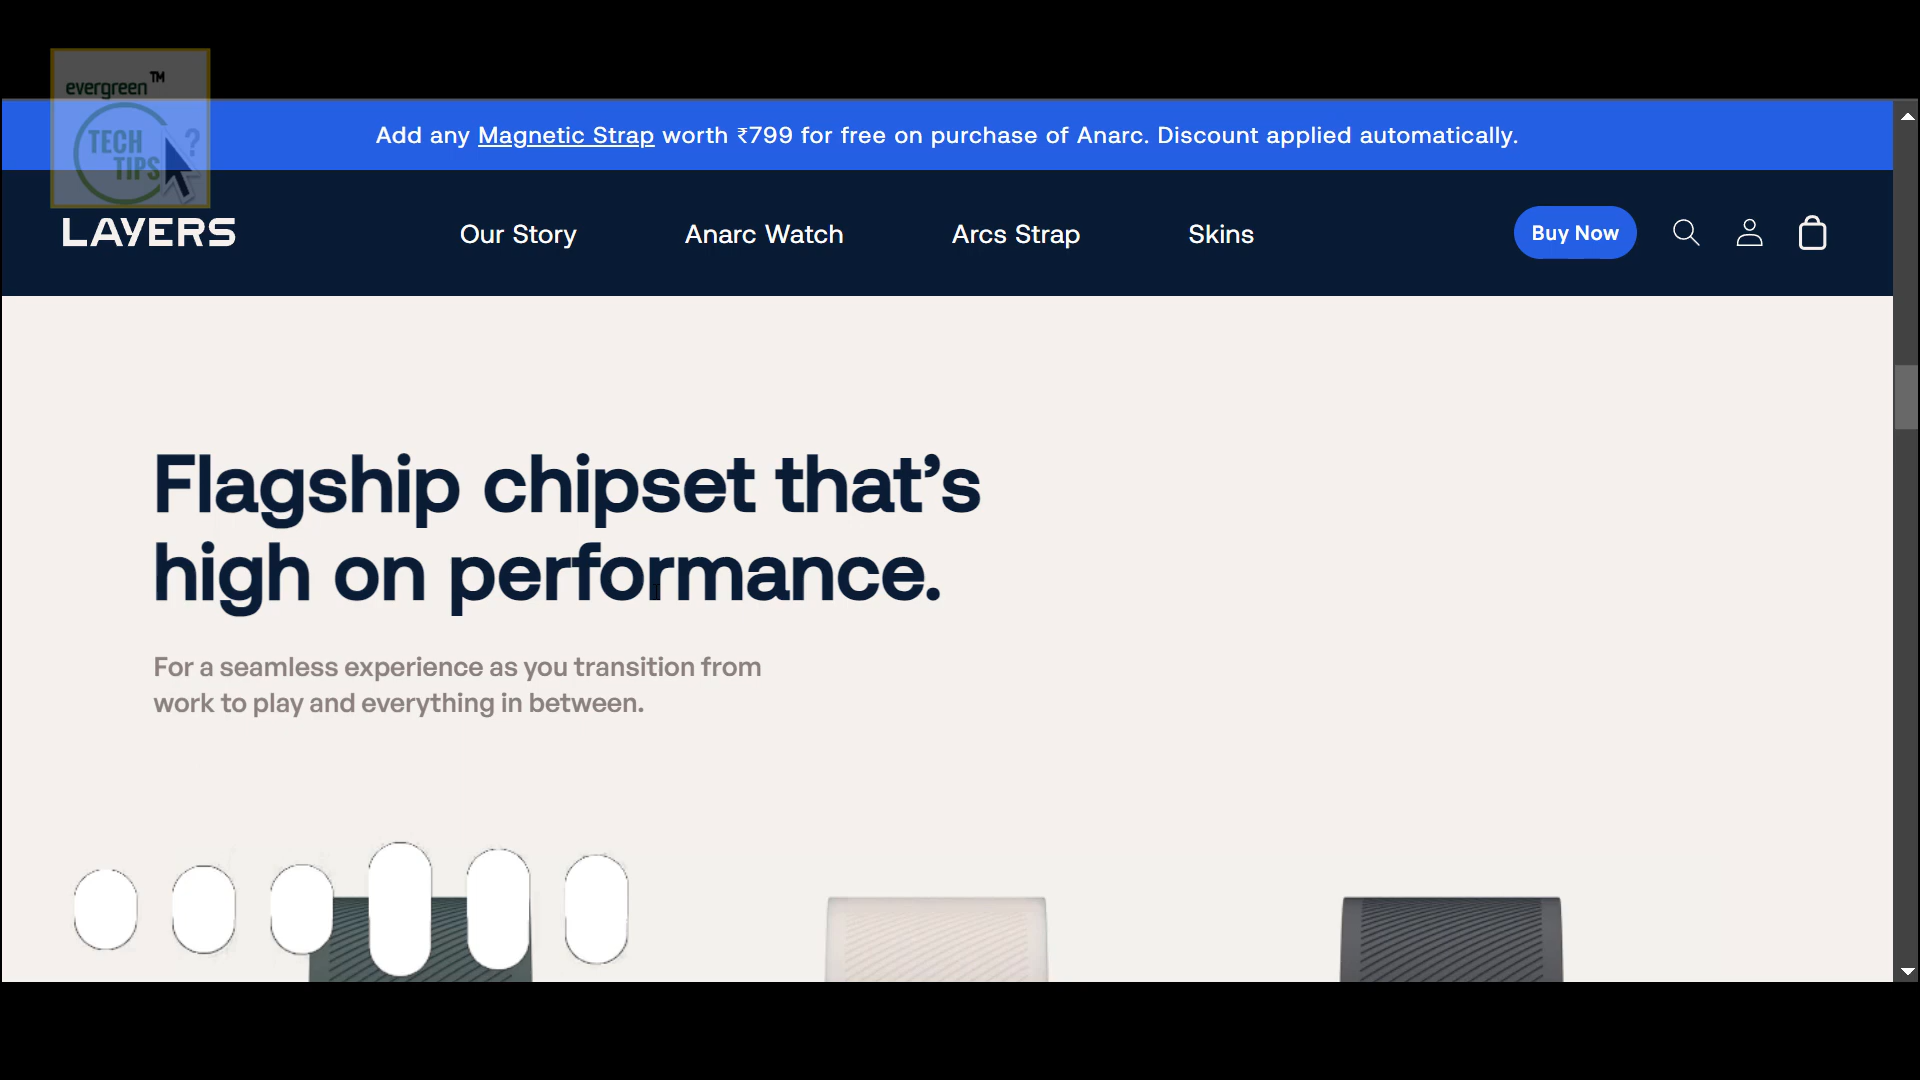 evergreen™
TECH
TIPS
?
Add any Magnetic Strap worth ₹799 for free on purchase of Anarc. Discount applied automatically.
LAYERS
Our Story
Anarc Watch
Arcs Strap
Skins
Buy Now
Flagship chipset that’s
high on performance.
For a seamless experience as you transition from
work to play and everything in between.